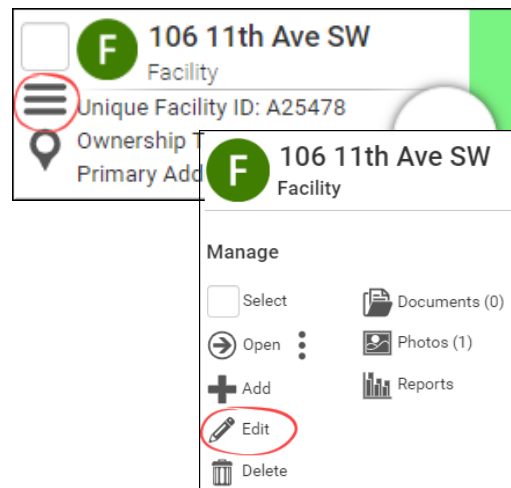 F 106 11th Ave SW
Facility
Unique Facility ID: A25478
Ownership T
Primary Add
F 106 11th Ave SW
Facility
Manage
Select
Documents (0)
Open
Photos (1)
Add
Reports
Edit
Delete